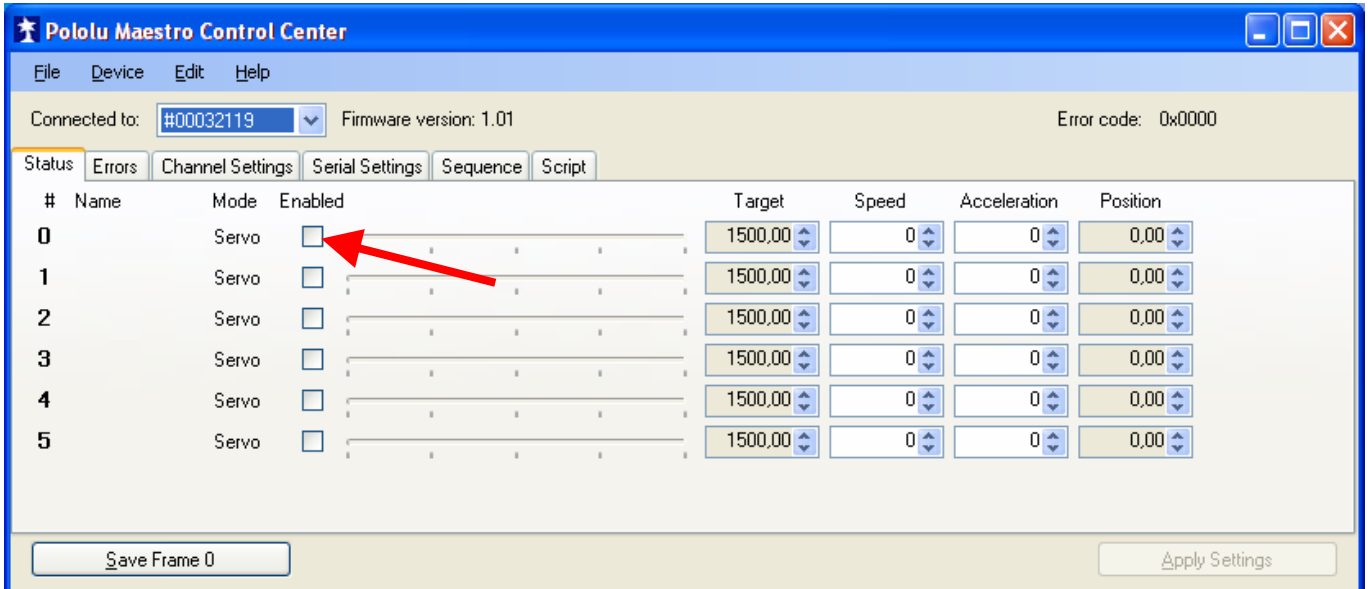 Pololu Maestro Control Center
File Device Edit Help
Connected to: #00032119 Firmware version: 1.01 Error code: 0x0000
Status Errors Channel Settings Serial Settings Sequence Script
# Name Mode Enabled Target Speed Acceleration Position
0 Servo 1500,00 0 0 0,00
1 Servo 1500,00 0 0 0,00
2 Servo 1500,00 0 0 0,00
3 Servo 1500,00 0 0 0,00
4 Servo 1500,00 0 0 0,00
5 Servo 1500,00 0 0 0,00
Save Frame 0 Apply Settings